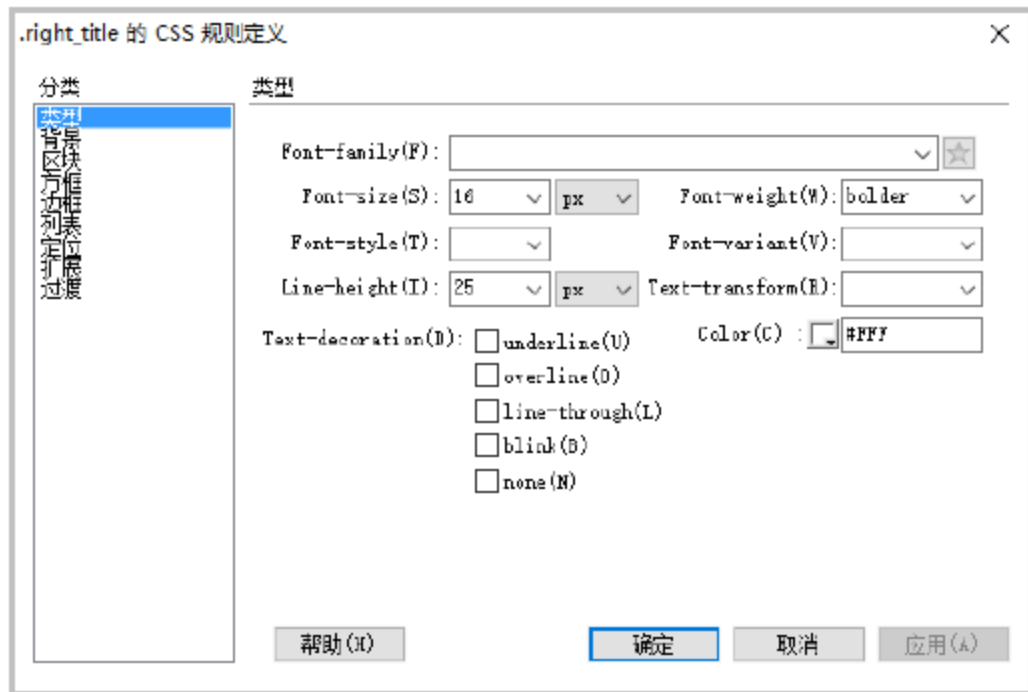 .right_title 的 CSS 规则定义
分类
类型
背景
区块
方框
边框
列表
定位
扩展
过渡
类型
Font-family(F):
Font-size(S): 16 px Font-weight(W): bolder
Font-style(T): Font-variant(V):
Line-height(I): 25 px Text-transform(R):
Text-decoration(D): underline(U) Color(C) : #FFF
overline(O)
line-through(L)
blink(B)
none(N)
帮助(H) 确定 取消 应用(A)